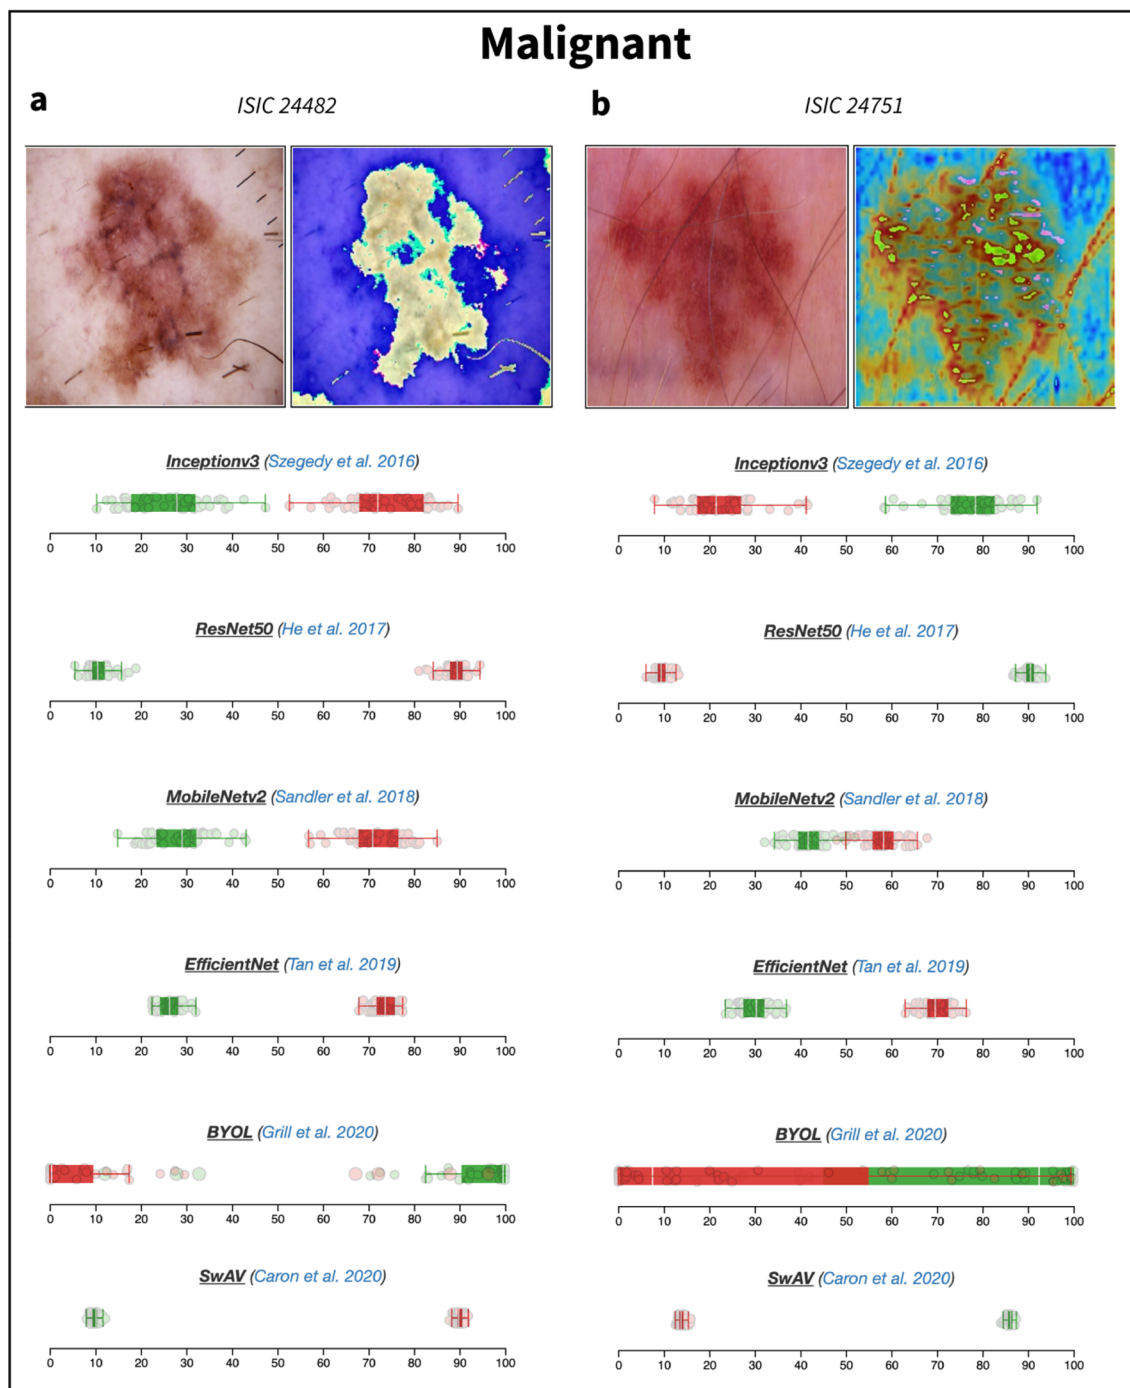 Malignant
a
ISIC 24482
b
ISIC 24751
Inceptionv3 (Szegedy et al. 2016)
0 10 20 30 40 50 60 70 80 90 100
Inceptionv3 (Szegedy et al. 2016)
0 10 20 30 40 50 60 70 80 90 100
ResNet50 (He et al. 2017)
0 10 20 30 40 50 60 70 80 90 100
ResNet50 (He et al. 2017)
0 10 20 30 40 50 60 70 80 90 100
MobileNetv2 (Sandler et al. 2018)
0 10 20 30 40 50 60 70 80 90 100
MobileNetv2 (Sandler et al. 2018)
0 10 20 30 40 50 60 70 80 90 100
EfficientNet (Tan et al. 2019)
0 10 20 30 40 50 60 70 80 90 100
EfficientNet (Tan et al. 2019)
0 10 20 30 40 50 60 70 80 90 100
BYOL (Grill et al. 2020)
0 10 20 30 40 50 60 70 80 90 100
BYOL (Grill et al. 2020)
0 10 20 30 40 50 60 70 80 90 100
SwAV (Caron et al. 2020)
0 10 20 30 40 50 60 70 80 90 100
SwAV (Caron et al. 2020)
0 10 20 30 40 50 60 70 80 90 100